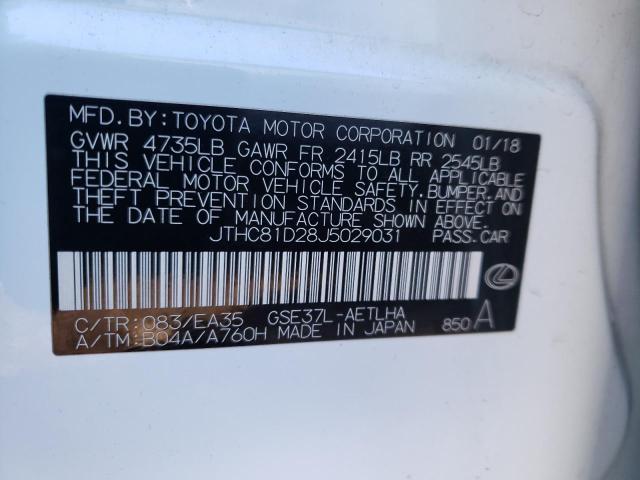 MFD. BY: TOYOTA MOTOR CORPORATION 01/18
GVWR 4735LB GAWR FR 2415LB RR 2545LB
THIS VEHICLE CONFORMS TO ALL APPLICABLE
FEDERAL MOTOR VEHICLE SAFETY, BUMPER, AND
THEFT PREVENTION STANDARDS IN EFFECT ON
THE DATE OF MANUFACTURE SHOWN ABOVE.
JTHC81D28J5029031 PASS. CAR
C/TR: 083/EA35 GSE37L-AETLHA
A/TM: B04A/A760H MADE IN JAPAN 850 A